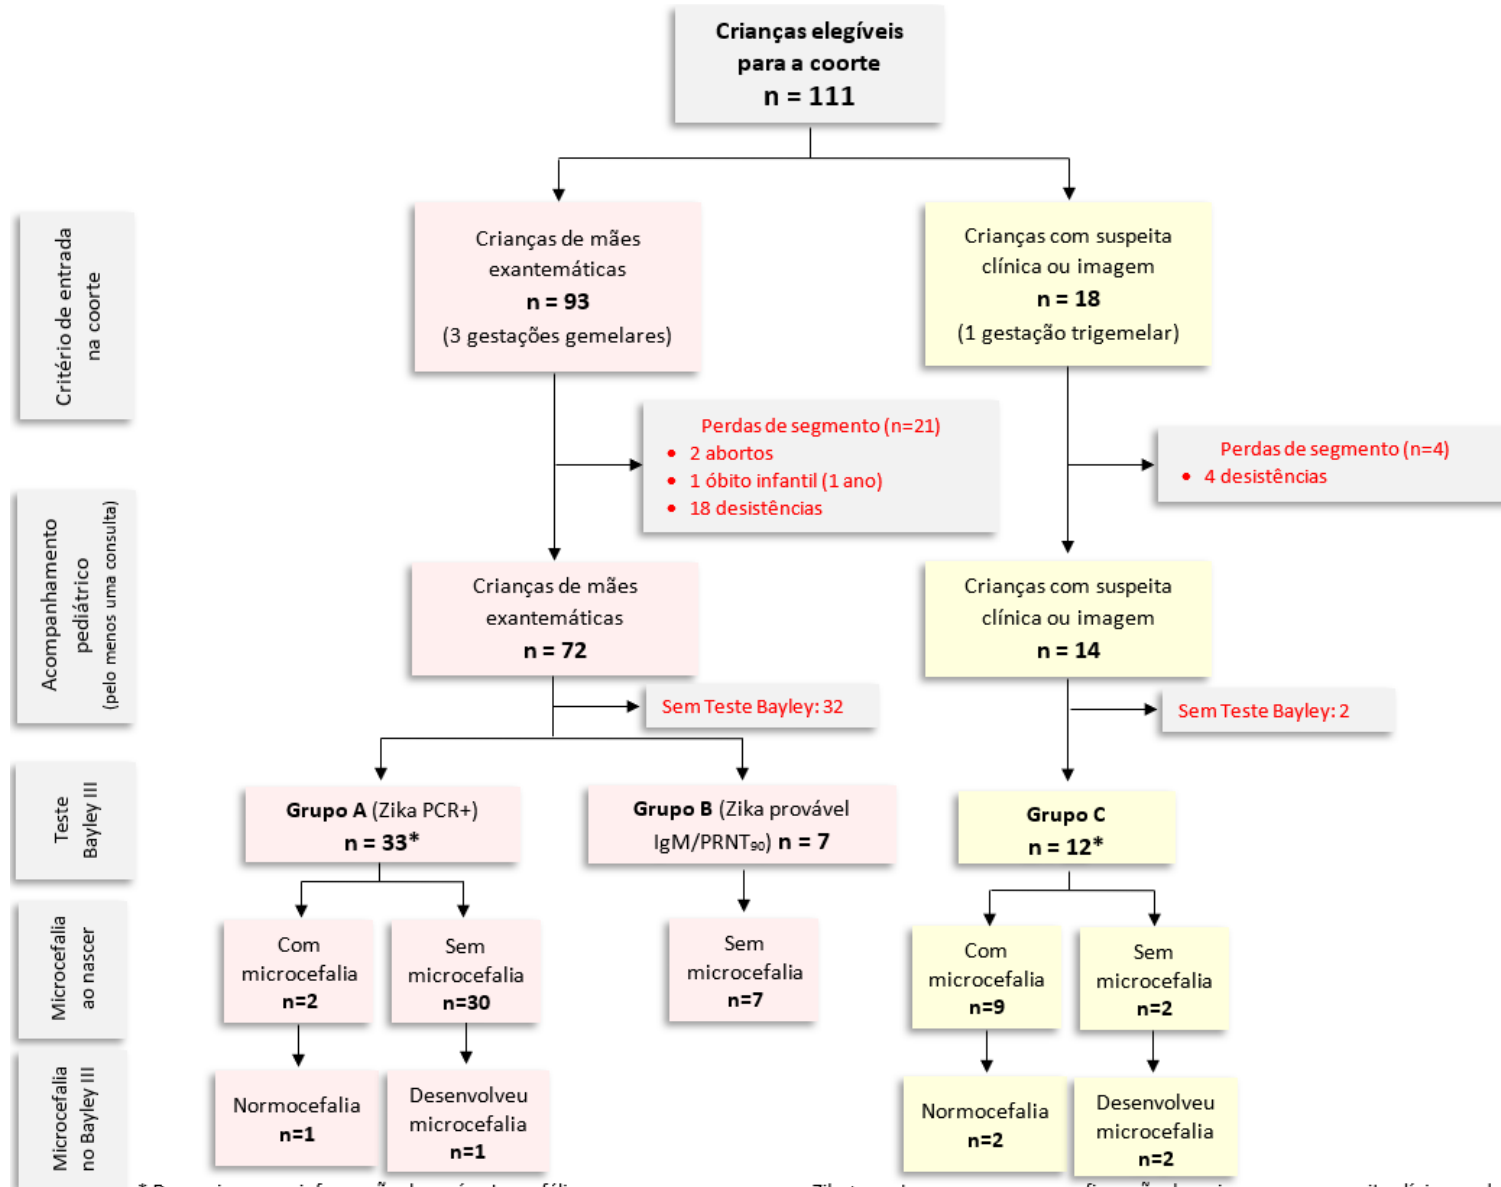 Crianças elegíveis
para a coorte
n = 111
Critério de entrada
na coorte
Crianças de mães
exantemáticas
n = 93
(3 gestações gemelares)
Crianças com suspeita
clínica ou imagem
n = 18
(1 gestação trigemelar)
Perdas de segmento (n=21)
• 2 abortos
• 1 óbito infantil (1 ano)
• 18 desistências
Perdas de segmento (n=4)
• 4 desistências
Acompanhamento
pediátrico
(pelo menos uma consulta)
Crianças de mães
exantemáticas
n = 72
Crianças com suspeita
clínica ou imagem
n = 14
Sem Teste Bayley: 32
Sem Teste Bayley: 2
Teste
Bayley III
Grupo A (Zika PCR+)
n = 33*
Grupo B (Zika provável
IgM/PRNT₉₀) n = 7
Grupo C
n = 12*
Microcefalia
ao nascer
Com
microcefalia
n=2
Sem
microcefalia
n=30
Sem
microcefalia
n=7
Com
microcefalia
n=9
Sem
microcefalia
n=2
Microcefalia
no Bayley III
Normocefalia
n=1
Desenvolveu
microcefalia
n=1
Normocefalia
n=2
Desenvolveu
microcefalia
n=2